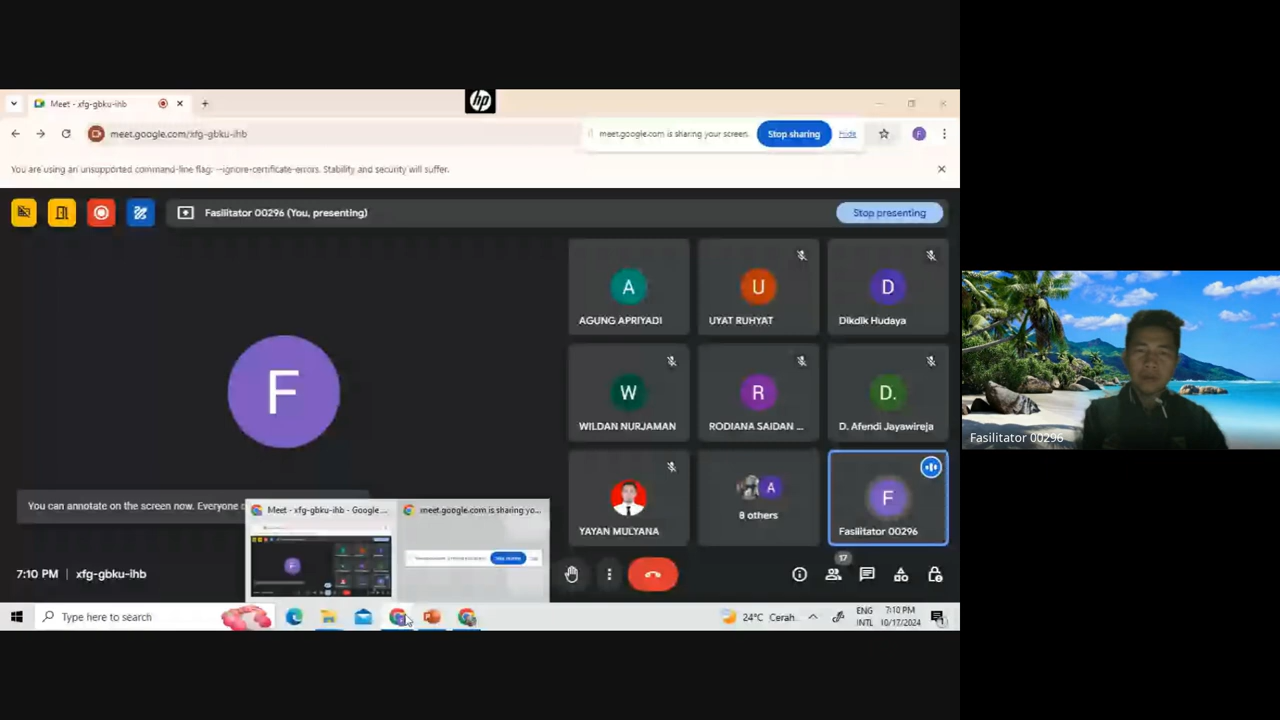 hp
Meet - xfg-gbku-ihb
meet.google.com/xfg-gbku-ihb
meet.google.com is sharing your screen.
Stop sharing
Hide
F
You are using an unsupported command-line flag: --ignore-certificate-errors. Stability and security will suffer.
Fasilitator 00296 (You, presenting)
Stop presenting
F
A
AGUNG APRIYADI
U
UYAT RUHYAT
D
Dikdik Hudaya
W
WILDAN NURJAMAN
R
RODIANA SAIDAN ...
D.
D. Afendi Jayawireja
YAYAN MULYANA
A
8 others
F
Fasilitator 00296
You can annotate on the screen now. Everyone
Meet - xfg-gbku-ihb - Google ...
meet.google.com is sharing yo...
7:10 PM | xfg-gbku-ihb
17
Type here to search
24°C Cerah
ENG
INTL
7:10 PM
10/17/2024
Fasilitator 00296